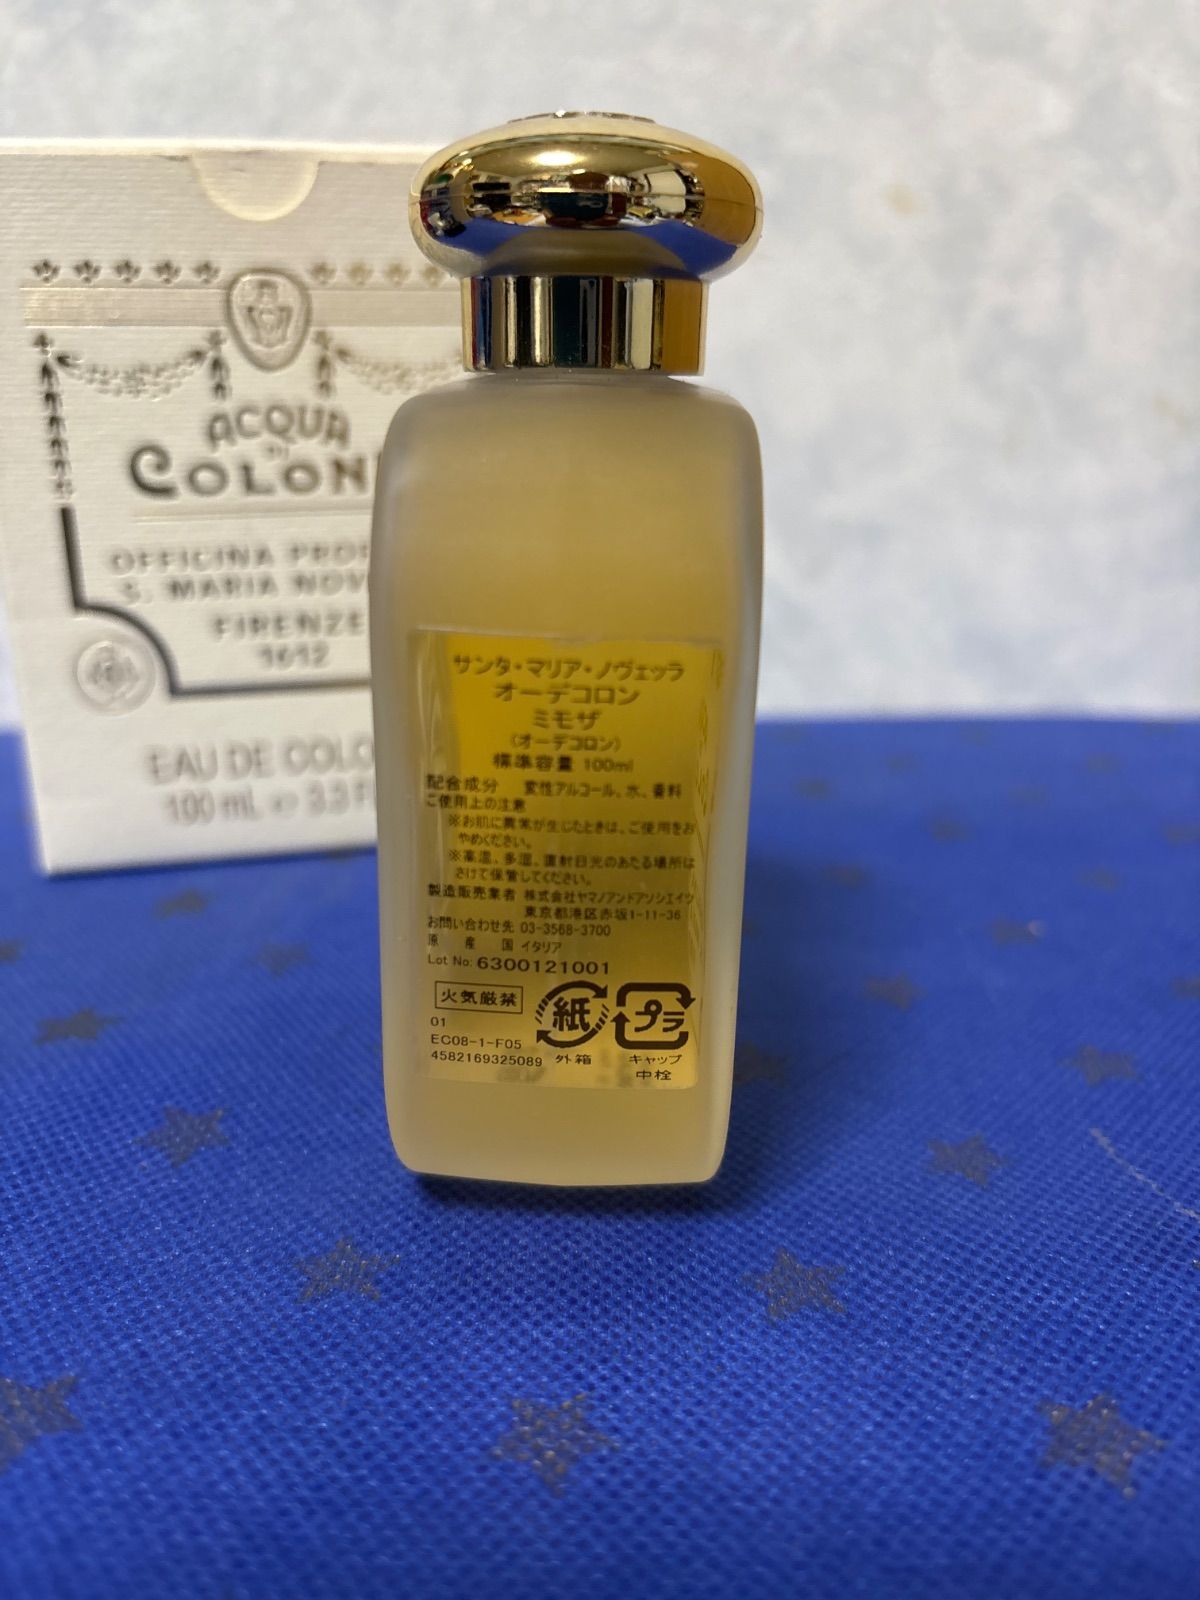 ACQUA
DI
COLON
OFFICINA PROF
S. MARIA NOV
FIRENZE
1612
EAU DE COLO
100 mL ℮ 3.3 F
サンタ・マリア・ノヴェッラ
オーデコロン
ミモザ
(オーデコロン)
標準容量 100ml
配合成分 変性アルコール、水、香料
ご使用上の注意
※お肌に異常が生じたときは、ご使用をお
やめください。
※高温、多湿、直射日光のあたる場所は
さけて保管してください。
製造販売業者 株式会社ヤマノアンドアソシエイツ
東京都港区赤坂1-11-36
お問い合わせ先 03-3568-3700
原産国 イタリア
Lot No: 6300121001
火気厳禁
紙
プラ
01
EC08-1-F05
4582169325089
外箱
キャップ
中栓